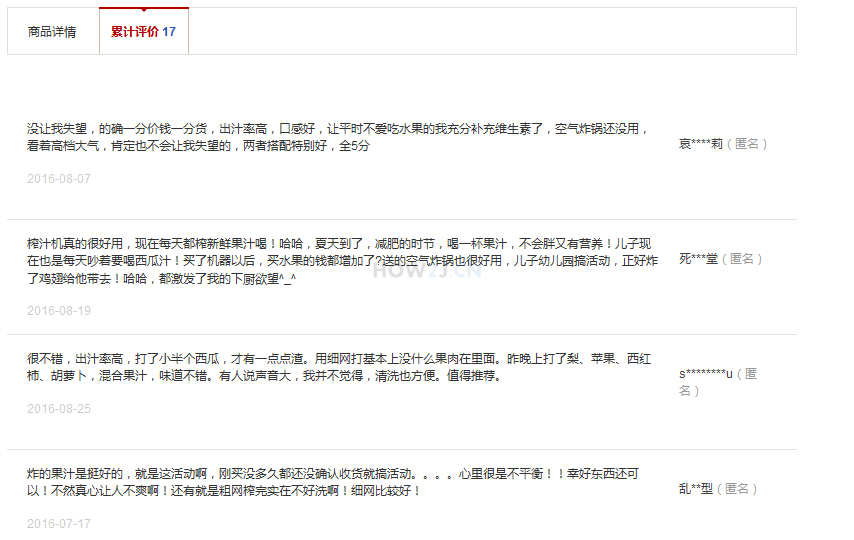 商品详情 累计评价 17
没让我失望，的确一分价钱一分货，出汁率高，口感好，让平时不爱吃水果的我充分补充维生素了，空气炸锅还没用，
看着高档大气，肯定也不会让我失望的，两者搭配特别好，全5分
哀****莉（匿名）
2016-08-07
榨汁机真的很好用，现在每天都榨新鲜果汁喝！哈哈，夏天到了，减肥的时节，喝一杯果汁，不会胖又有营养！儿子现
在也是每天吵着要喝西瓜汁！买了机器以后，买水果的钱都增加了?送的空气炸锅也很好用，儿子幼儿园搞活动，正好炸
了鸡翅给他带去！哈哈，都激发了我的下厨欲望^_^
死***堂（匿名）
HOW2J.CN
2016-08-19
很不错，出汁率高，打了小半个西瓜，才有一点点渣。用细网打基本上没什么果肉在里面。昨晚上打了梨、苹果、西红
柿、胡萝卜，混合果汁，味道不错。有人说声音大，我并不觉得，清洗也方便。值得推荐。
s********u（匿
名）
2016-08-25
炸的果汁是挺好的，就是这活动啊，刚买没多久都还没确认收货就搞活动。。。。心里很是不平衡！！幸好东西还可
以！不然真心让人不爽啊！还有就是粗网榨完实在不好洗啊！细网比较好！
乱**型（匿名）
2016-07-17